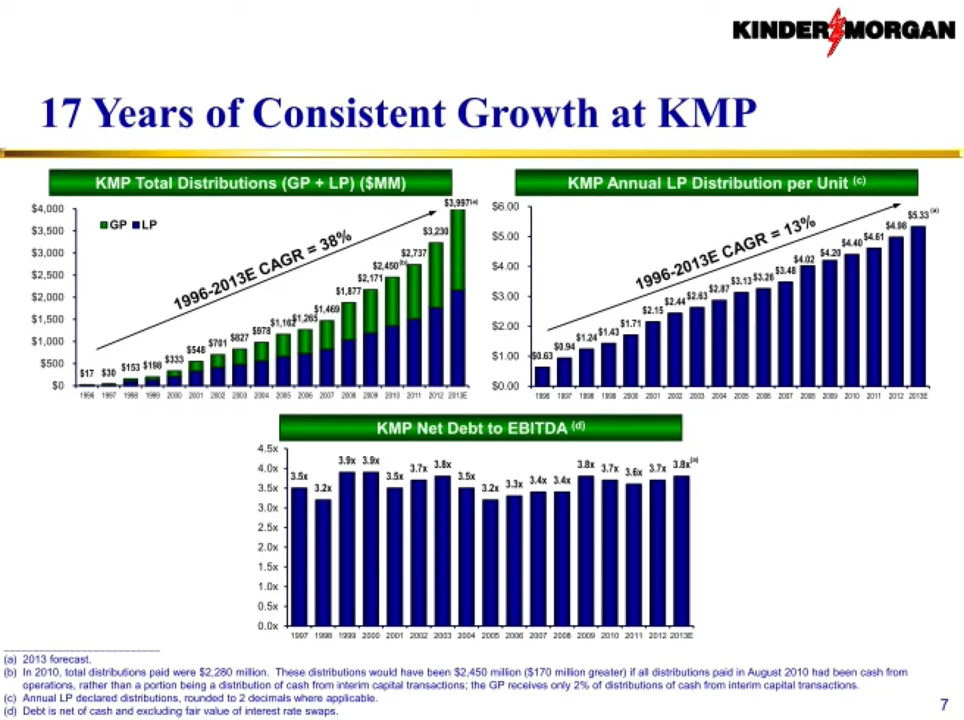 KINDER MORGAN
17 Years of Consistent Growth at KMP
KMP Total Distributions (GP + LP) ($MM)
$4,000
$3,500
$3,000
$2,500
$2,000
$1,500
$1,000
$500
$0
GP LP
1996-2013E CAGR = 38%
$17 $30 $153 $198 $333 $548 $701 $827 $978 $1,162 $1,265 $1,469 $1,877 $2,171 $2,450 (b) $2,737 $3,230 $3,997(a)
1996 1997 1998 1999 2000 2001 2002 2003 2004 2005 2006 2007 2008 2009 2010 2011 2012 2013E
KMP Annual LP Distribution per Unit (c)
$6.00
$5.00
$4.00
$3.00
$2.00
$1.00
$0.00
1996-2013E CAGR = 13%
$0.63 $0.94 $1.24 $1.43 $1.71 $2.15 $2.44 $2.63 $2.87 $3.13 $3.26 $3.48 $4.02 $4.20 $4.40 $4.61 $4.98 $5.33 (a)
1996 1997 1998 1999 2000 2001 2002 2003 2004 2005 2006 2007 2008 2009 2010 2011 2012 2013E
KMP Net Debt to EBITDA (d)
4.5x
4.0x
3.5x
3.0x
2.5x
2.0x
1.5x
1.0x
0.5x
0.0x
3.5x 3.2x 3.9x 3.9x 3.5x 3.7x 3.8x 3.5x 3.2x 3.3x 3.4x 3.4x 3.8x 3.7x 3.6x 3.7x 3.8x(a)
1997 1998 1999 2000 2001 2002 2003 2004 2005 2006 2007 2008 2009 2010 2011 2012 2013E
(a) 2013 forecast.
(b) In 2010, total distributions paid were $2,280 million. These distributions would have been $2,450 million ($170 million greater) if all distributions paid in August 2010 had been cash from
operations, rather than a portion being a distribution of cash from interim capital transactions; the GP receives only 2% of distributions of cash from interim capital transactions.
(c) Annual LP declared distributions, rounded to 2 decimals where applicable.
(d) Debt is net of cash and excluding fair value of interest rate swaps.
7